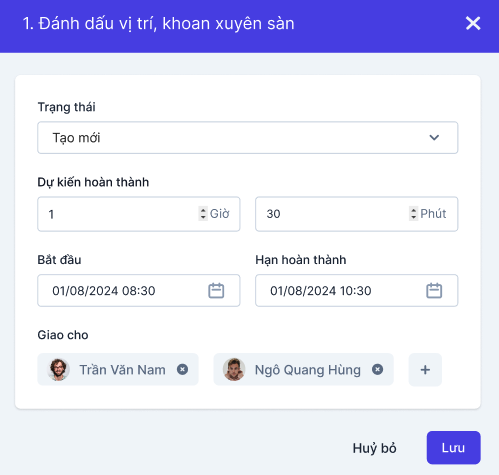 1. Đánh dấu vị trí, khoan xuyên sàn
Trạng thái
Tạo mới
Dự kiến hoàn thành
1 Giờ 30 Phút
Bắt đầu Hạn hoàn thành
01/08/2024 08:30 01/08/2024 10:30
Giao cho
Trần Văn Nam Ngô Quang Hùng +
Huỷ bỏ Lưu